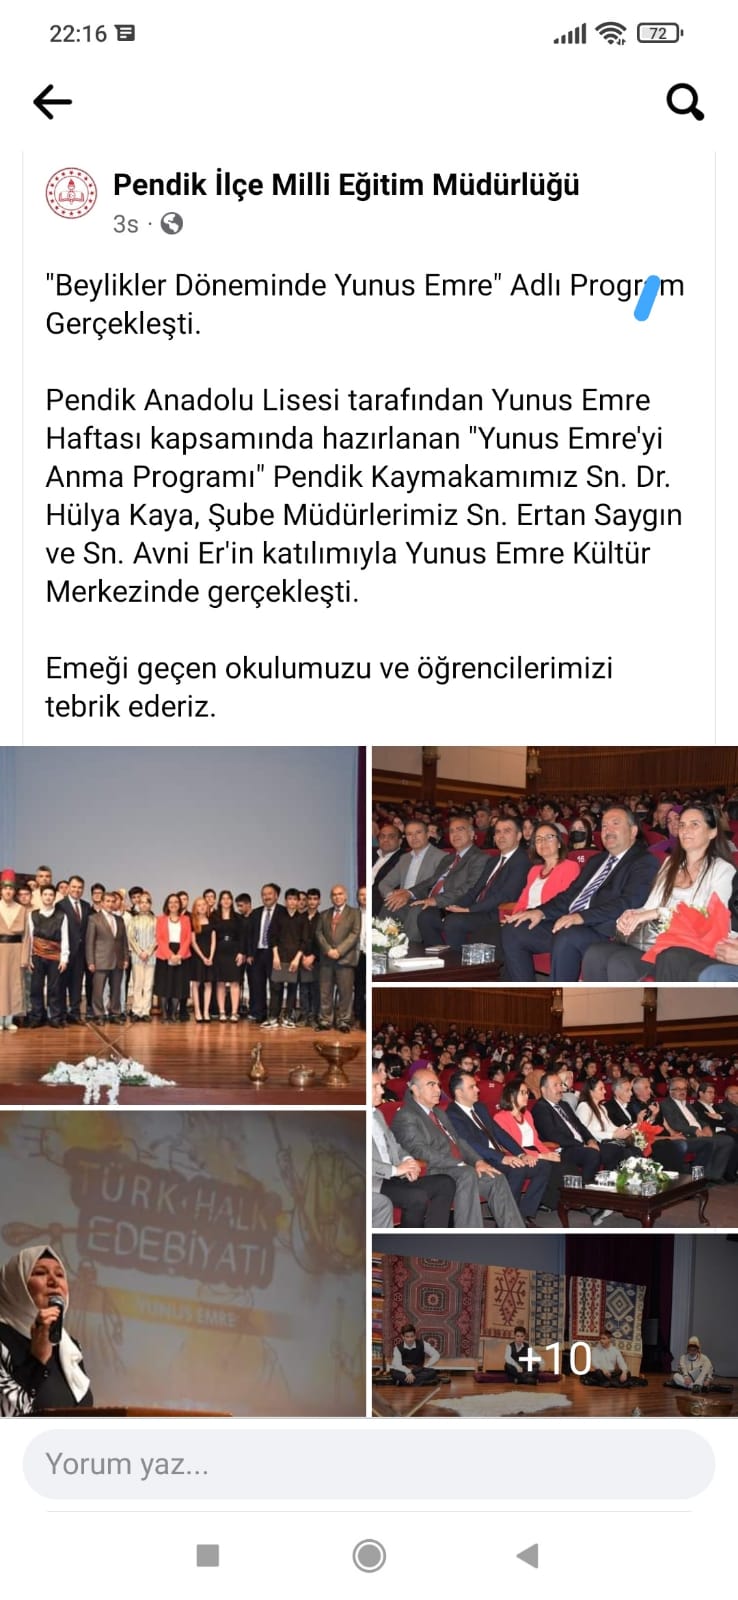 22:16
72
Pendik İlçe Milli Eğitim Müdürlüğü
3s ·
"Beylikler Döneminde Yunus Emre" Adlı Program
Gerçekleşti.
Pendik Anadolu Lisesi tarafından Yunus Emre
Haftası kapsamında hazırlanan "Yunus Emre'yi
Anma Programı" Pendik Kaymakamımız Sn. Dr.
Hülya Kaya, Şube Müdürlerimiz Sn. Ertan Saygın
ve Sn. Avni Er'in katılımıyla Yunus Emre Kültür
Merkezinde gerçekleşti.
Emeği geçen okulumuzu ve öğrencilerimizi
tebrik ederiz.
16
TÜRK HALK
EDEBİYATI
YUNUS EMRE
+10
Yorum yaz...